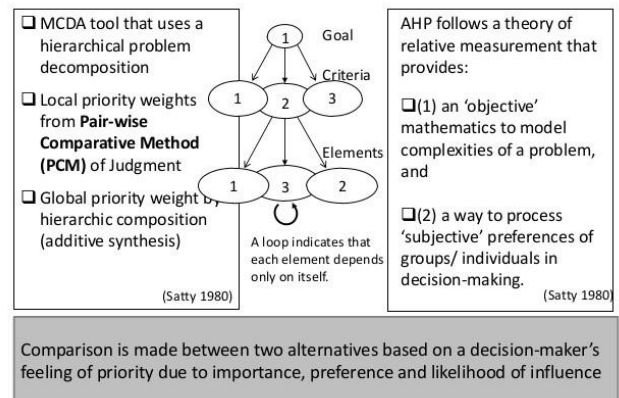 ❑ MCDA tool that uses a
hierarchical problem
decomposition
❑ Local priority weights
from Pair-wise
Comparative Method
(PCM) of Judgment
❑ Global priority weight by
hierarchic composition
(additive synthesis)
(Satty 1980)
1
Goal
Criteria
1
2
3
Elements
1
3
2
A loop indicates that
each element depends
only on itself.
AHP follows a theory of
relative measurement that
provides:
❑(1) an ‘objective’
mathematics to model
complexities of a problem,
and
❑(2) a way to process
‘subjective’ preferences of
groups/ individuals in
decision-making.
(Satty 1980)
Comparison is made between two alternatives based on a decision-maker’s
feeling of priority due to importance, preference and likelihood of influence